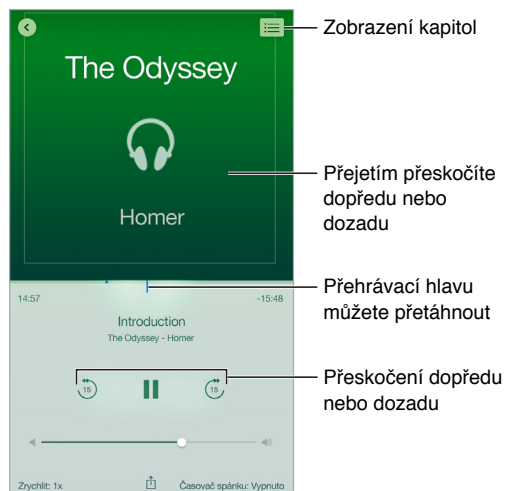 Zobrazení kapitol
The Odyssey
Přejetím přeskočíte
dopředu nebo
dozadu
Homer
Přehrávací hlavu
můžete přetáhnout
14:57
-15:48
Introduction
The Odyssey - Homer
Přeskočení dopředu
nebo dozadu
15
15
Zrychlit: 1x
Časovač spánku: Vypnuto